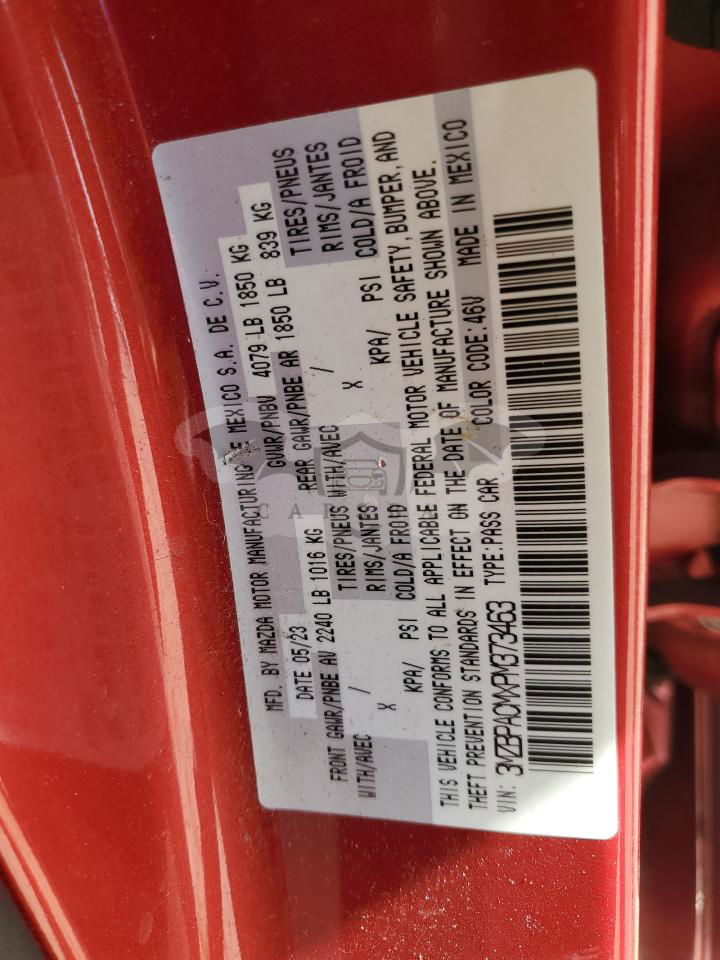 MFD. BY MAZDA MOTOR MANUFACTURING DE MEXICO S.A. DE C.V.
DATE 05/23 GVWR/PNBV 4079 LB 1850 KG
FRONT GAWR/PNBE AV 2240 LB 1016 KG REAR GAWR/PNBE AR 1850 LB 839 KG
WITH/AVEC TIRES/PNEUS WITH/AVEC TIRES/PNEUS
X / RIMS/JANTES X / RIMS/JANTES
KPA/ PSI COLD/A FROID KPA/ PSI COLD/A FROID
THIS VEHICLE CONFORMS TO ALL APPLICABLE FEDERAL MOTOR VEHICLE SAFETY, BUMPER, AND
THEFT PREVENTION STANDARDS IN EFFECT ON THE DATE OF MANUFACTURE SHOWN ABOVE.
VIN: 3MZBPACMXPM373463 TYPE:PASS CAR COLOR CODE:46V MADE IN MEXICO